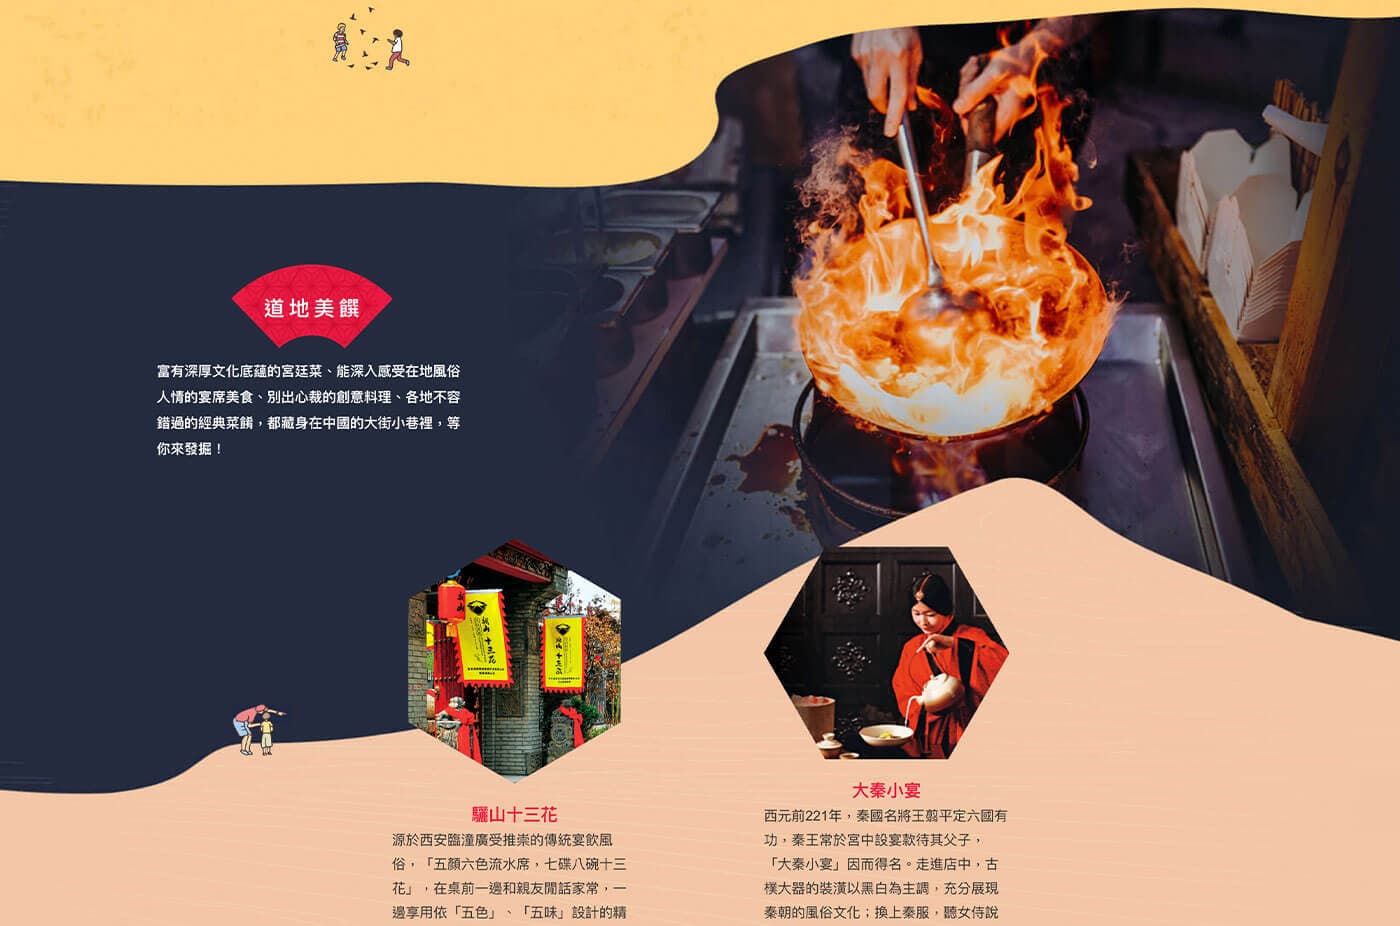 道地美饌
富有深厚文化底蘊的宮廷菜、能深入感受在地風俗
人情的宴席美食、別出心裁的創意料理、各地不容
錯過的經典菜餚，都藏身在中國的大街小巷裡，等
你來發掘！
十三花
十三花
驪山十三花
源於西安臨潼廣受推崇的傳統宴飲風
俗，「五顏六色流水席，七碟八碗十三
花」，在桌前一邊和親友閒話家常，一
邊享用依「五色」、「五味」設計的精
大秦小宴
西元前221年，秦國名將王翦平定六國有
功，秦王常於宮中設宴款待其父子，
「大秦小宴」因而得名。走進店中，古
樸大器的裝潢以黑白為主調，充分展現
秦朝的風俗文化；換上秦服，聽女侍說